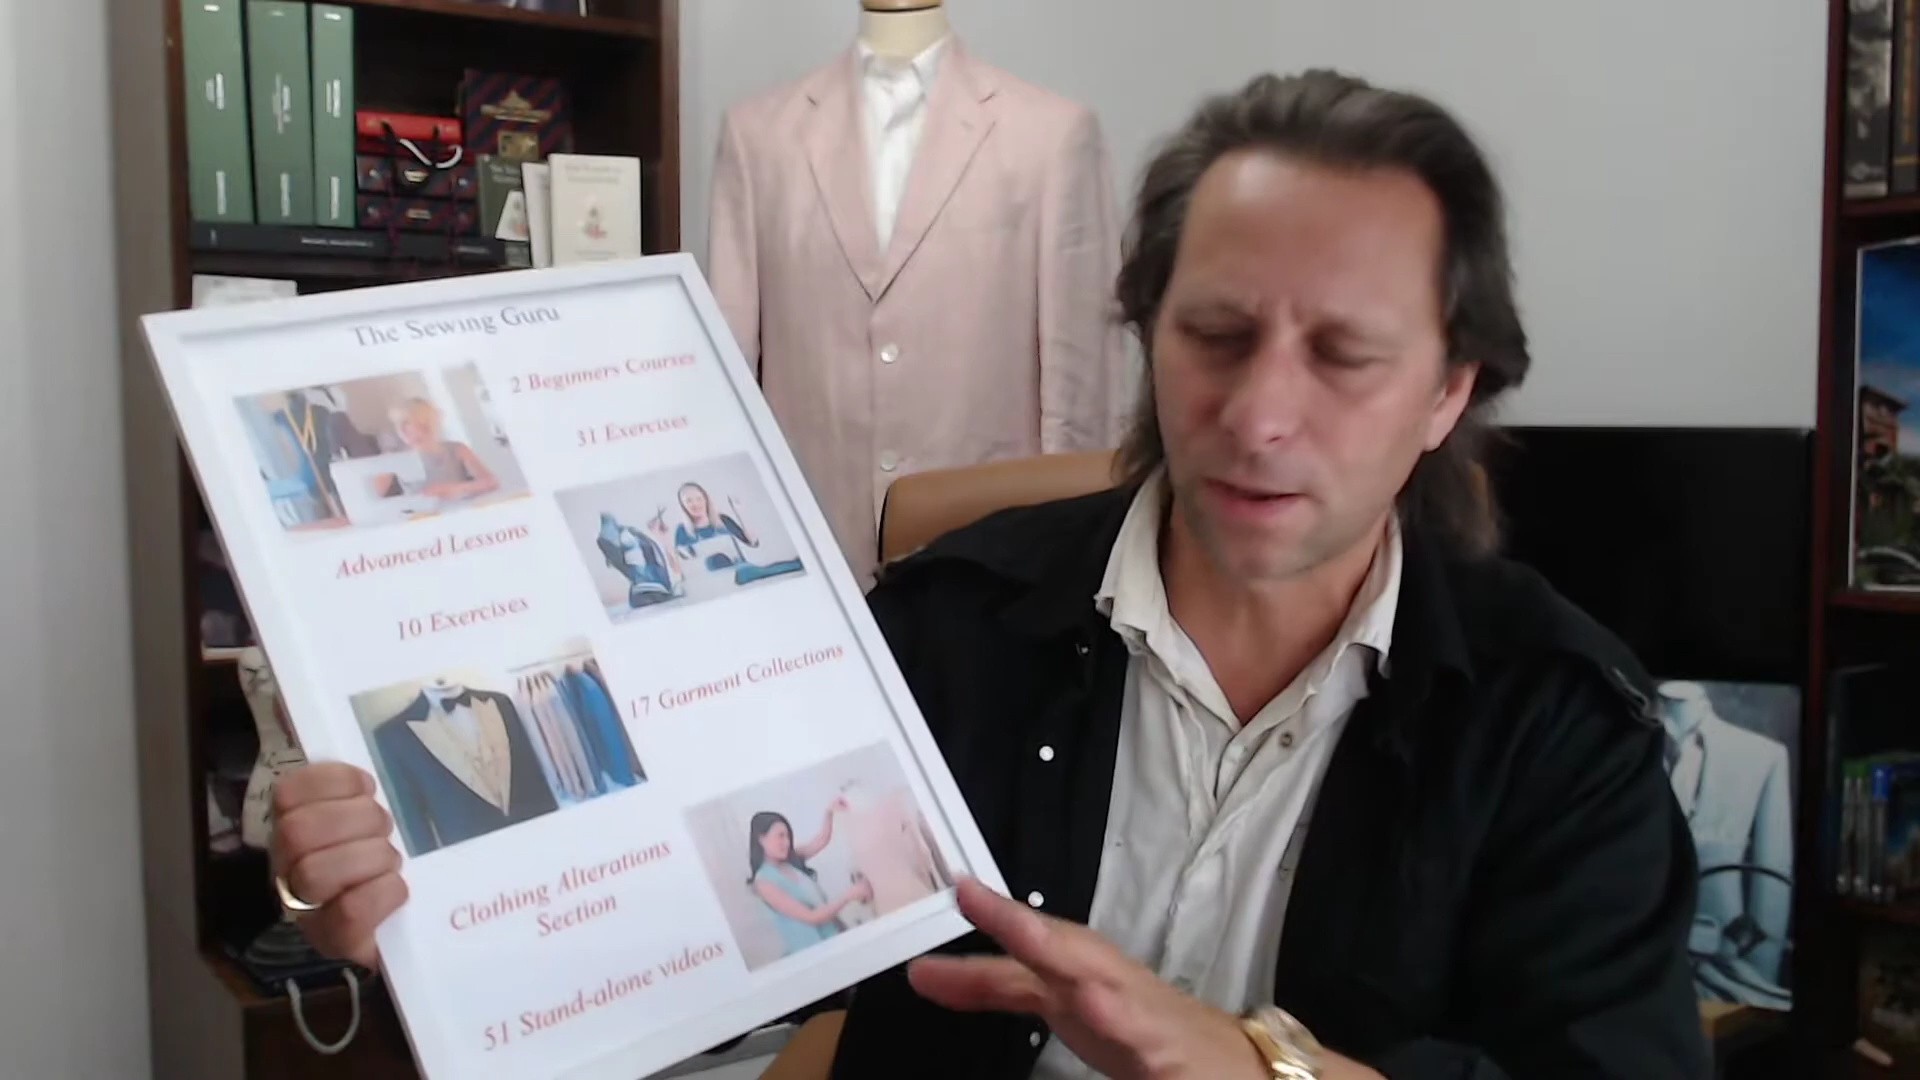 The Sewing Guru
2 Beginners Courses
31 Exercises
Advanced Lessons
10 Exercises
17 Garment Collections
Clothing Alterations
Section
51 Stand-alone videos